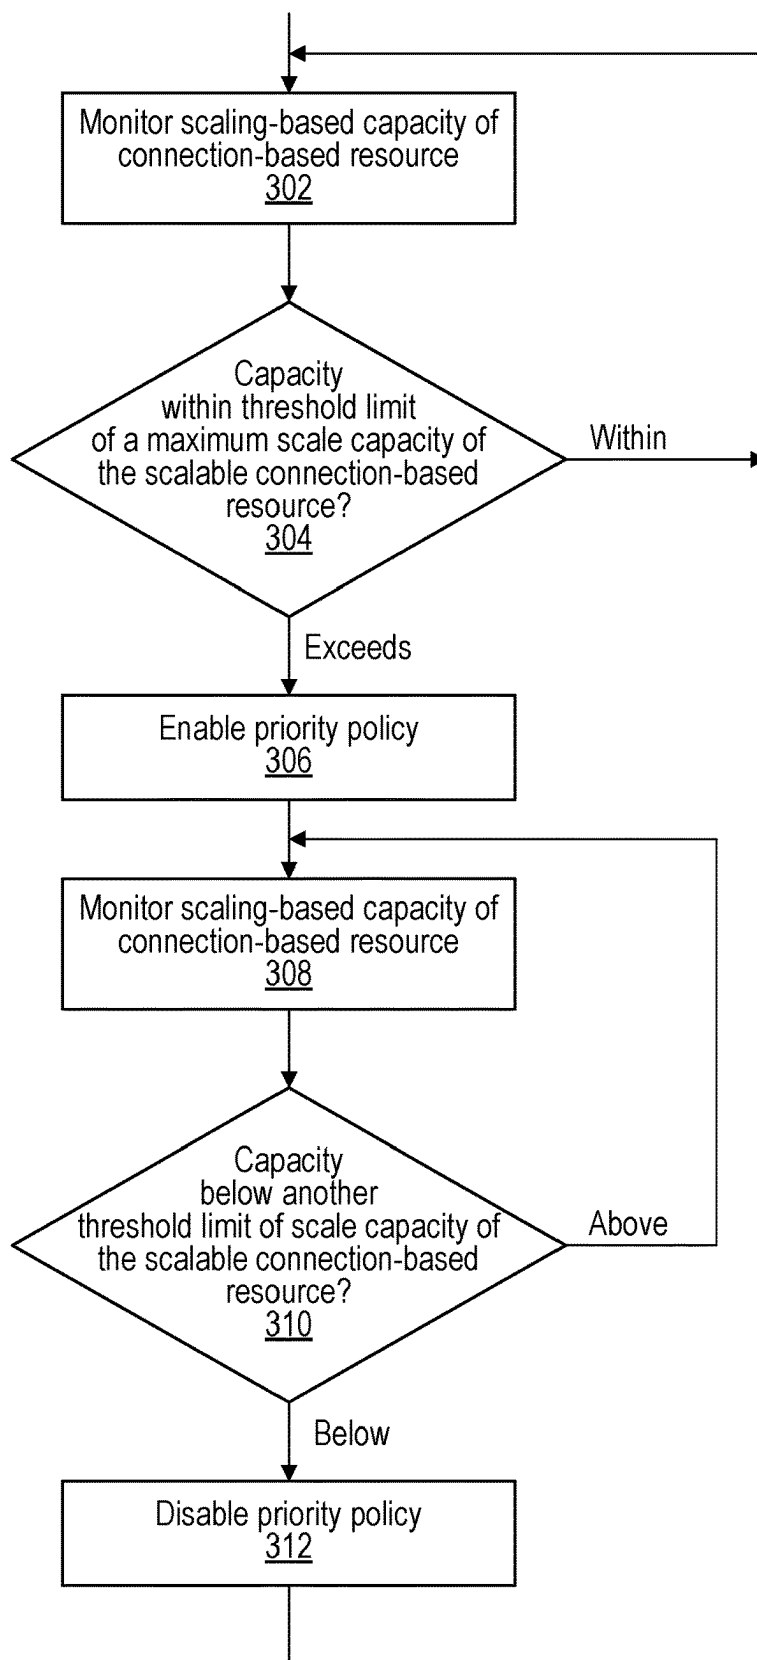 Monitor scaling-based capacity of
connection-based resource
302
Capacity
within threshold limit
of a maximum scale capacity of
the scalable connection-based
resource?
304
Within
Exceeds
Enable priority policy
306
Monitor scaling-based capacity of
connection-based resource
308
Capacity
below another
threshold limit of scale capacity of
the scalable connection-based
resource?
310
Above
Below
Disable priority policy
312